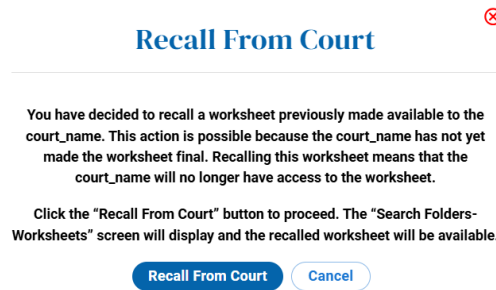 Recall From Court
You have decided to recall a worksheet previously made available to the
court_name. This action is possible because the court_name has not yet
made the worksheet final. Recalling this worksheet means that the
court_name will no longer have access to the worksheet.
Click the “Recall From Court” button to proceed. The “Search Folders-
Worksheets” screen will display and the recalled worksheet will be available.
Recall From Court
Cancel